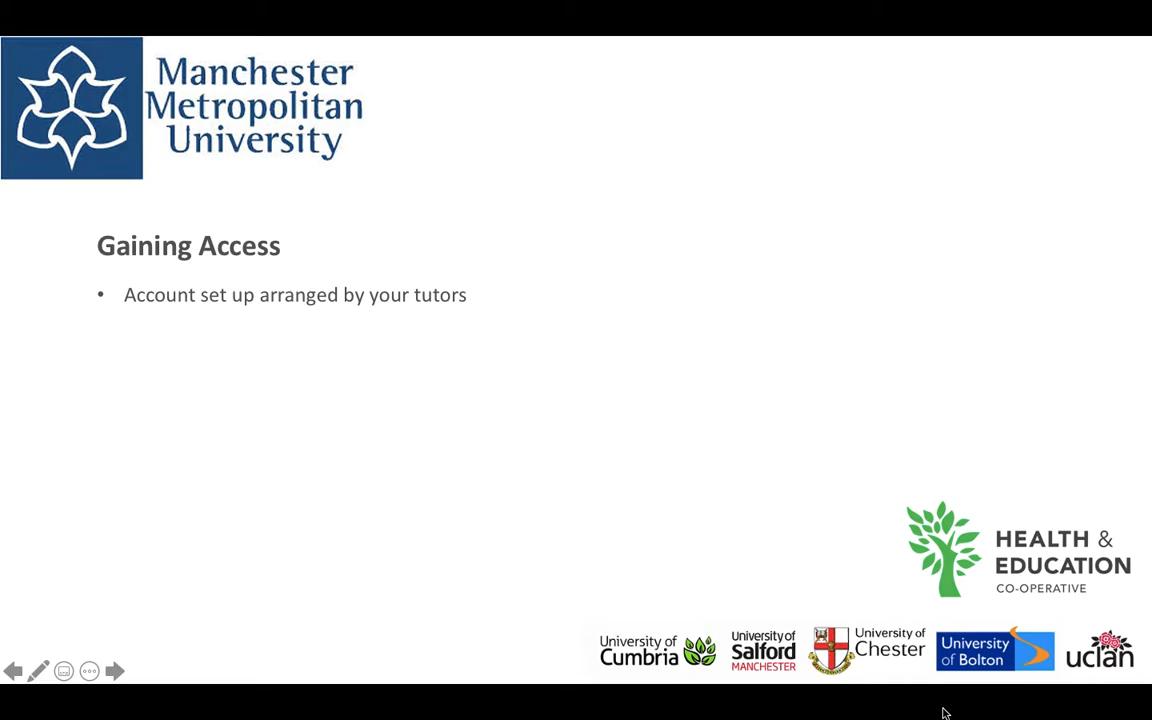 Manchester
Metropolitan
University
Gaining Access
• Account set up arranged by your tutors
HEALTH &
EDUCATION
CO-OPERATIVE
University of
Cumbria
University of
Salford
MANCHESTER
University of
Chester
University
of Bolton
uclan